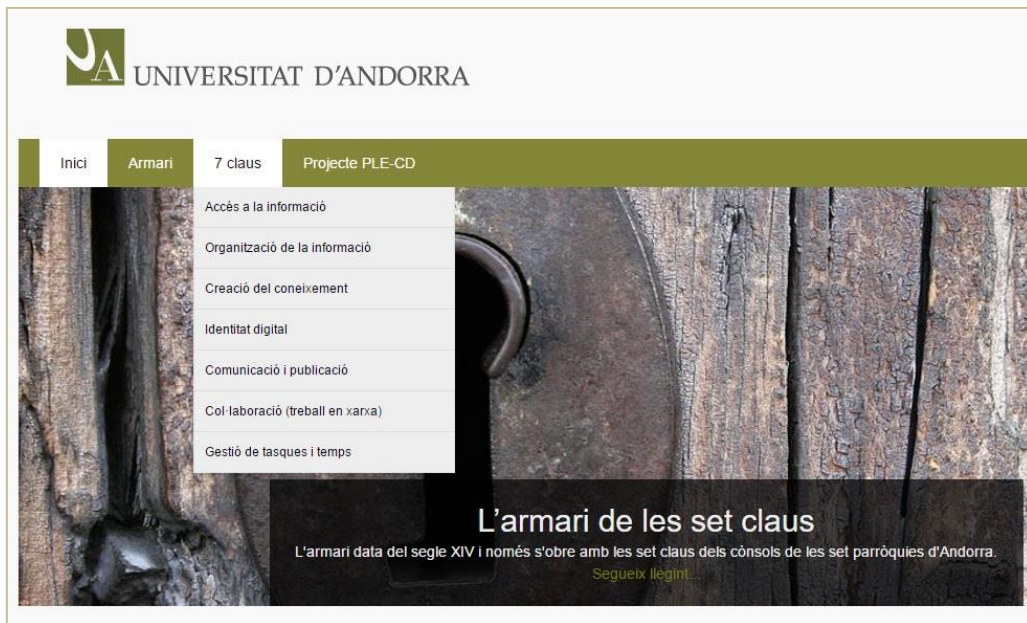 UNIVERSITAT D'ANDORRA
Inici Armari 7 claus Projecte PLE-CD
Accés a la informació
Organització de la informació
Creació del coneixement
Identitat digital
Comunicació i publicació
Col·laboració (treball en xarxa)
Gestió de tasques i temps
L'armari de les set claus
L'armari data del segle XIV i només s'obre amb les set claus dels cònsols de les set parròquies d'Andorra.
Segueix llegint...